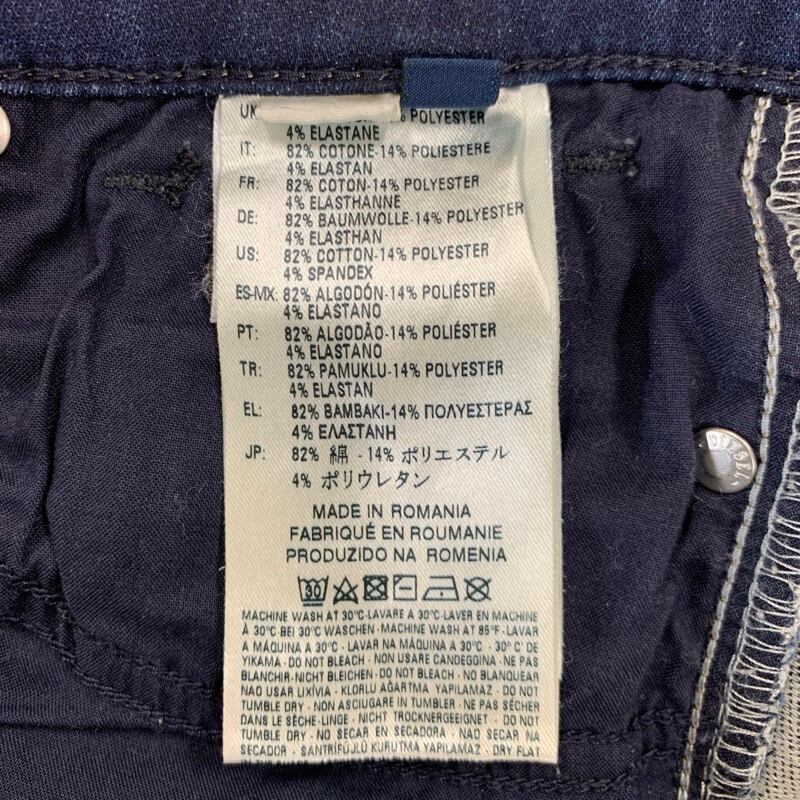 UK % POLYESTER
4% ELASTANE
IT: 82% COTONE-14% POLIESTERE
4% ELASTAN
FR: 82% COTON-14% POLYESTER
4% ELASTHANNE
DE: 82% BAUMWOLLE-14% POLYESTER
4% ELASTHAN
US: 82% COTTON-14% POLYESTER
4% SPANDEX
ES-MX: 82% ALGODÓN-14% POLIÉSTER
4% ELASTANO
PT: 82% ALGODÃO-14% POLIÉSTER
4% ELASTANO
TR: 82% PAMUKLU-14% POLYESTER
4% ELASTAN
EL: 82% ΒΑΜΒΑΚΙ-14% ΠΟΛΥΕΣΤΕΡΑΣ
4% ΕΛΑΣΤΑΝΗ
JP: 82% 綿 - 14% ポリエステル
4% ポリウレタン
MADE IN ROMANIA
FABRIQUÉ EN ROUMANIE
PRODUZIDO NA ROMENIA
30
MACHINE WASH AT 30°C-LAVARE A 30°C-LAVER EN MACHINE
À 30°C BEI 30°C WASCHEN-MACHINE WASH AT 85°F-LAVAR
A MÁQUINA A 30°C - LAVAR NA MÁQUINA A 30°C - 30° C' DE
YIKAMA - DO NOT BLEACH - NON USARE CANDEGGINA - NE PAS
BLANCHIR-NICHT BLEICHEN - DO NOT BLEACH - NO BLANQUEAR
NAO USAR LIXÍVIA - KLORLU AĞARTMA YAPILAMAZ - DO NOT
TUMBLE DRY - NON ASCIUGARE IN TUMBLER - NE PAS SÉCHER
DANS LE SÈCHE-LINGE - NICHT TROCKNERGEEIGNET - DO NOT
TUMBLE DRY - NO SECAR EN SECADORA - NAO SECAR NA
SECADOR - SANTRİFÜJLÜ KURUTMA YAPILAMAZ - DRY FLAT
DIESEL